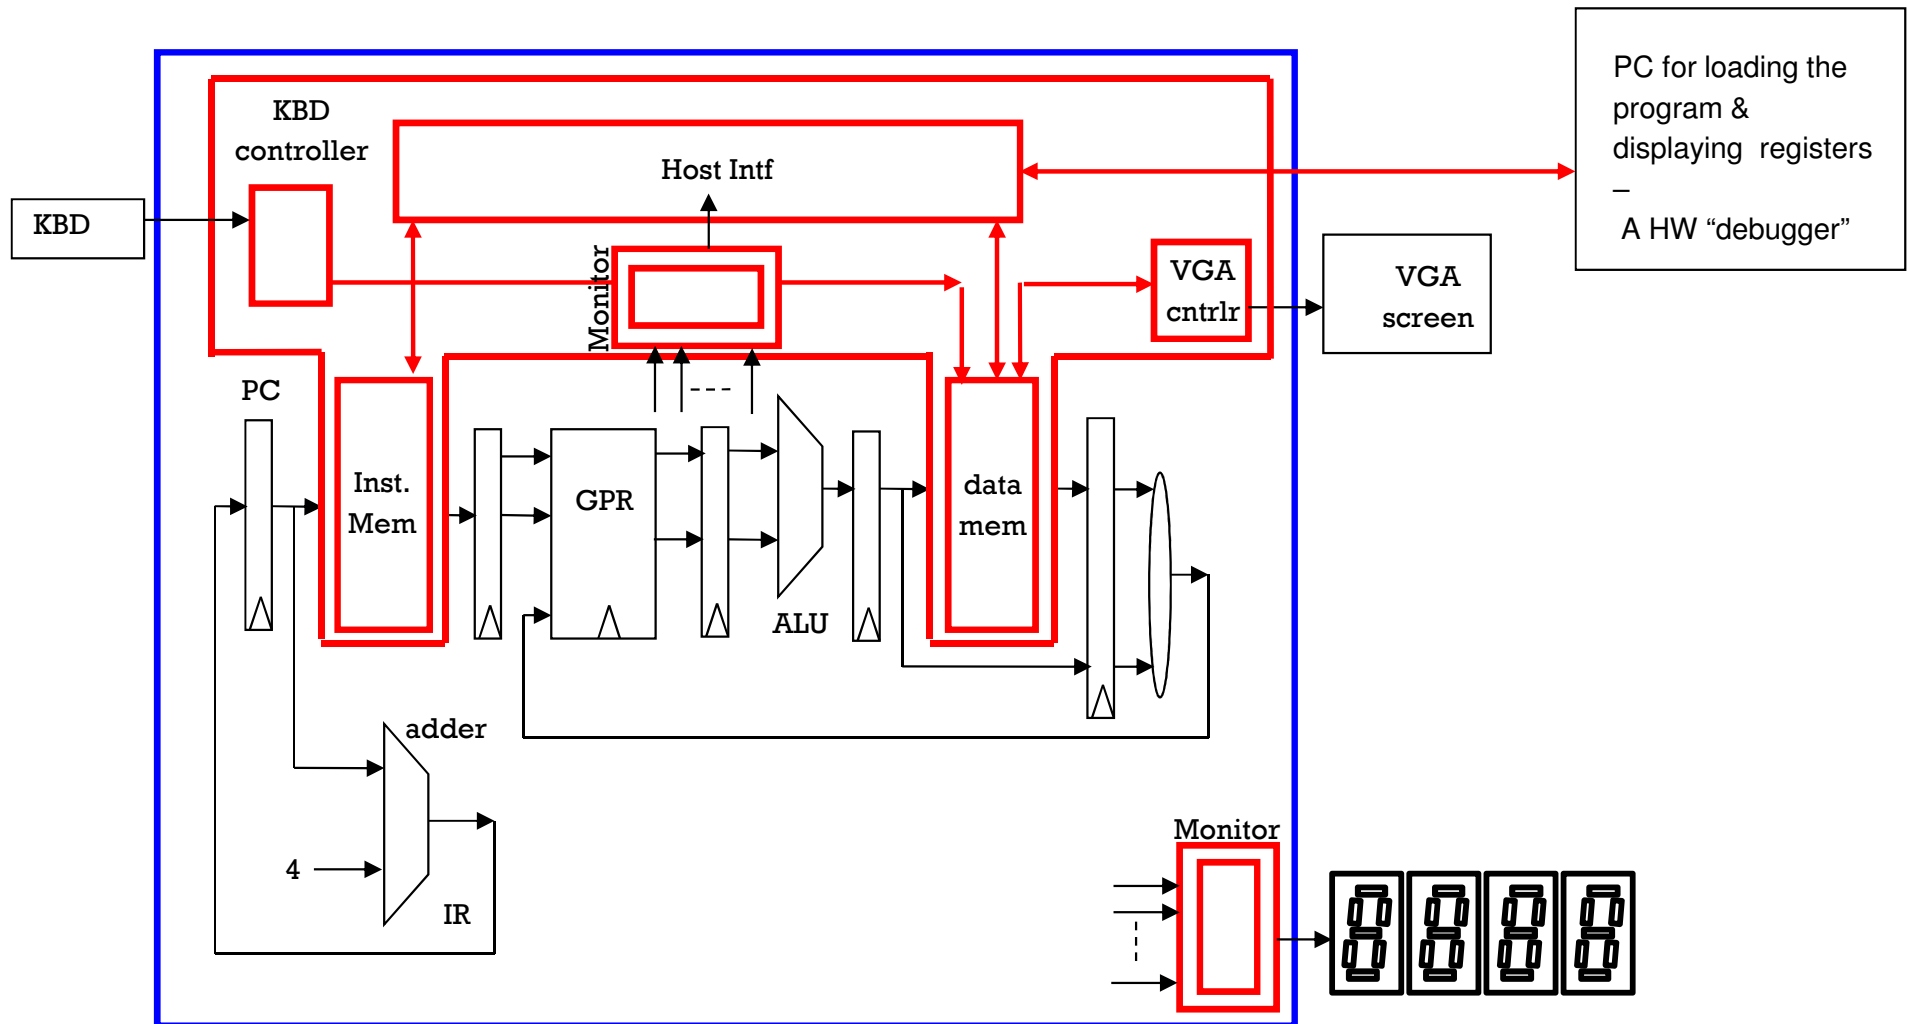 PC for loading the
program &
displaying registers
–
A HW “debugger”
KBD
controller
Host Intf
KBD
Monitor
VGA
cntrlr
VGA
screen
PC
Inst.
Mem
GPR
ALU
data
mem
adder
4
IR
Monitor
8888